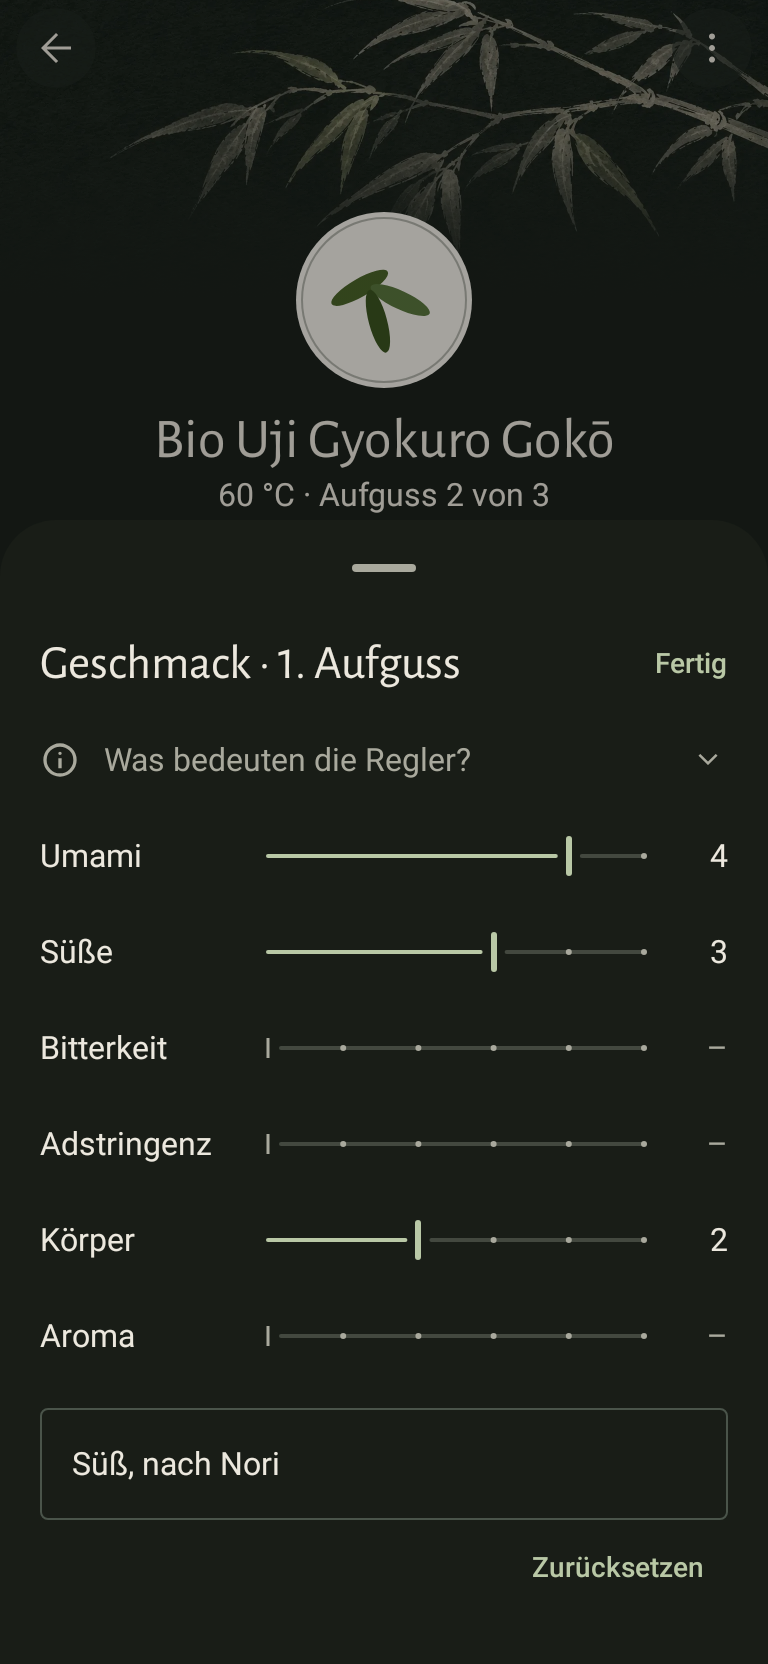 Bio Uji Gyokuro Gokō
60 °C · Aufguss 2 von 3
Geschmack · 1. Aufguss
Fertig
Was bedeuten die Regler?
Umami 4
Süße 3
Bitterkeit –
Adstringenz –
Körper 2
Aroma –
Süß, nach Nori
Zurücksetzen